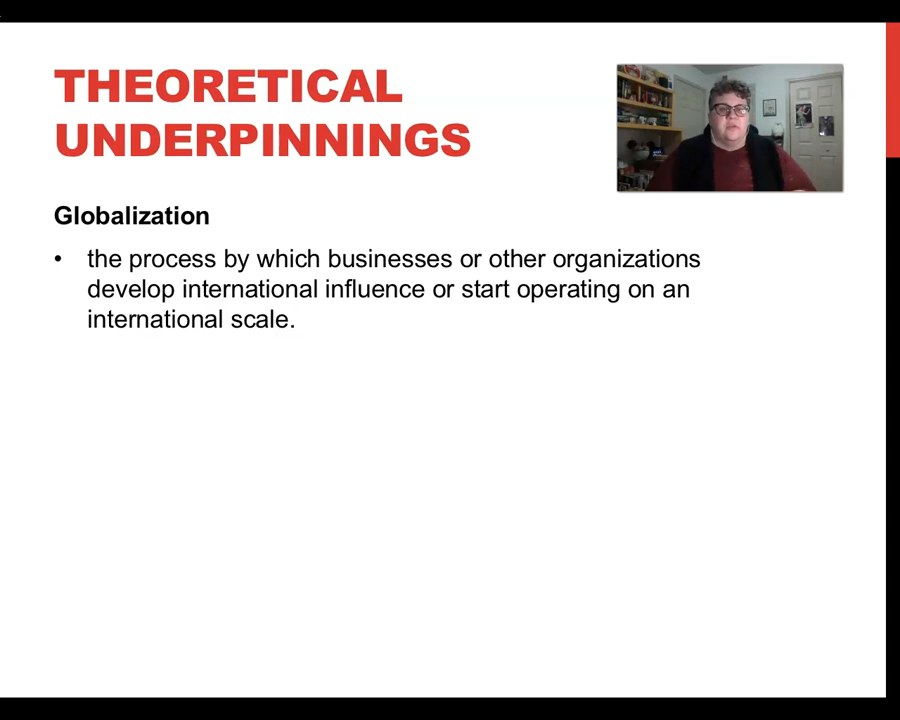 THEORETICAL
UNDERPINNINGS
Globalization
• the process by which businesses or other organizations
develop international influence or start operating on an
international scale.